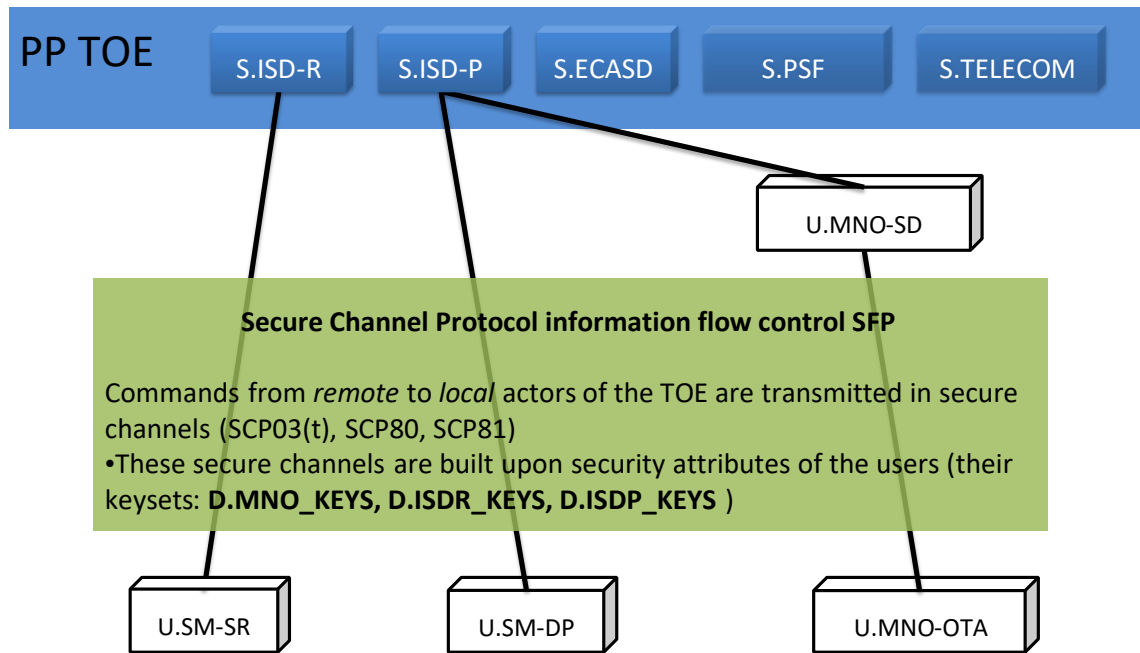 PP TOE
S.ISD-R
S.ISD-P
S.ECASD
S.PSF
S.TELECOM
U.MNO-SD
Secure Channel Protocol information flow control SFP
Commands from remote to local actors of the TOE are transmitted in secure
channels (SCP03(t), SCP80, SCP81)
•These secure channels are built upon security attributes of the users (their
keysets: D.MNO_KEYS, D.ISDR_KEYS, D.ISDP_KEYS )
U.SM-SR
U.SM-DP
U.MNO-OTA